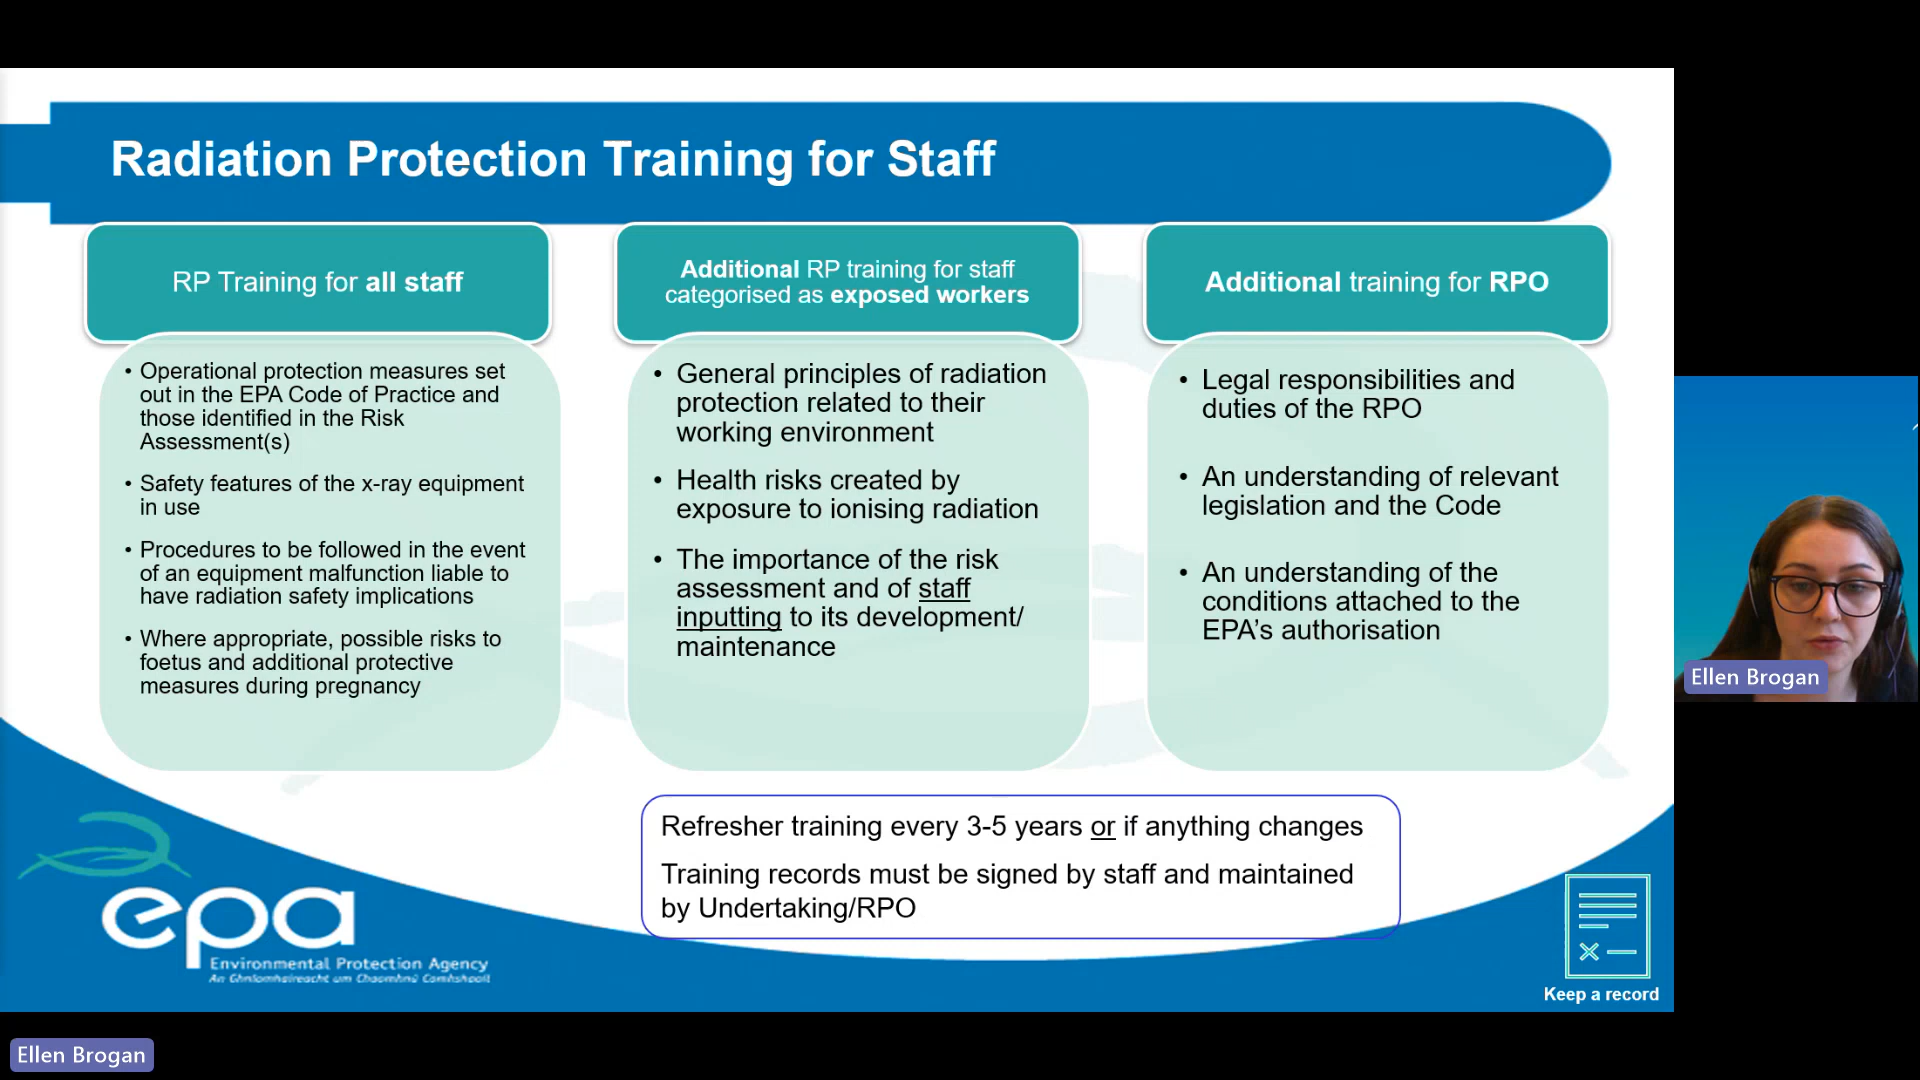 Radiation Protection Training for Staff
RP Training for all staff
• Operational protection measures set
out in the EPA Code of Practice and
those identified in the Risk
Assessment(s)
• Safety features of the x-ray equipment
in use
• Procedures to be followed in the event
of an equipment malfunction liable to
have radiation safety implications
• Where appropriate, possible risks to
foetus and additional protective
measures during pregnancy
Additional RP training for staff
categorised as exposed workers
• General principles of radiation
protection related to their
working environment
• Health risks created by
exposure to ionising radiation
• The importance of the risk
assessment and of staff
inputting to its development/
maintenance
Additional training for RPO
• Legal responsibilities and
duties of the RPO
• An understanding of relevant
legislation and the Code
• An understanding of the
conditions attached to the
EPA’s authorisation
Refresher training every 3-5 years or if anything changes
Training records must be signed by staff and maintained
by Undertaking/RPO
epa
Environmental Protection Agency
An Ghníomhaireacht um Chaomhnú Comhshaoil
Keep a record
Ellen Brogan
Ellen Brogan